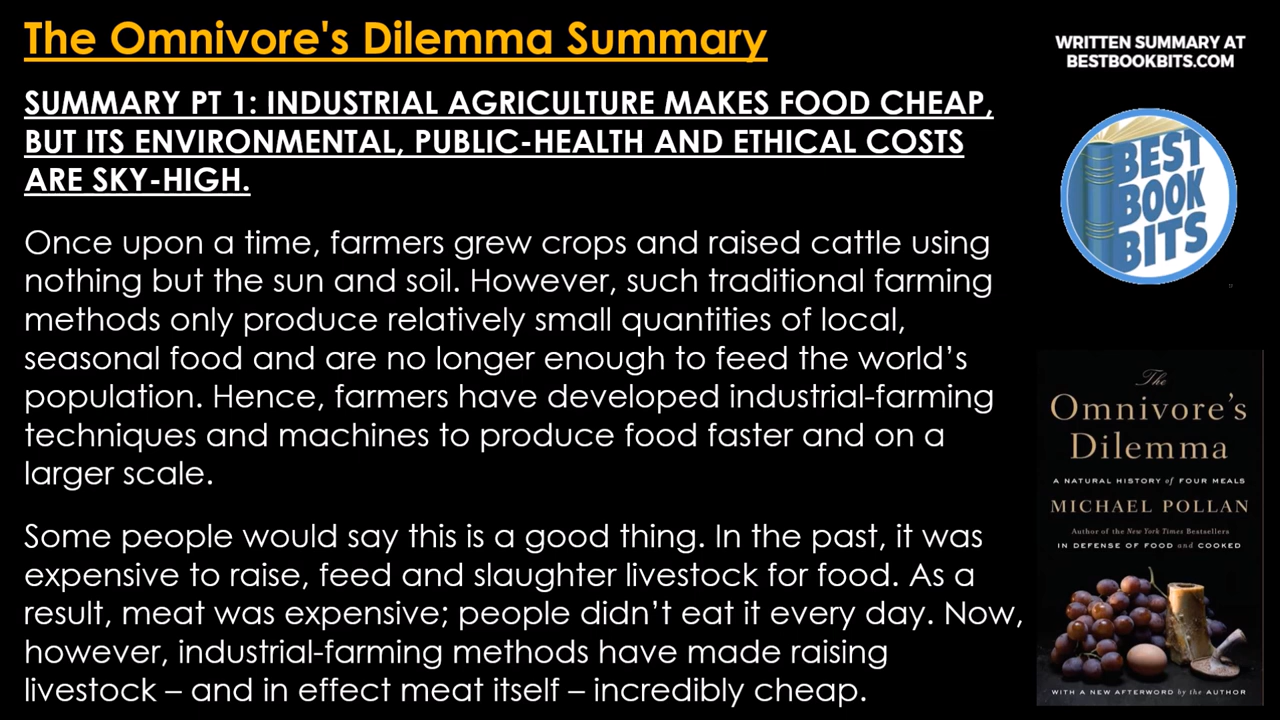 The Omnivore's Dilemma Summary
WRITTEN SUMMARY AT
BESTBOOKBITS.COM
SUMMARY PT 1: INDUSTRIAL AGRICULTURE MAKES FOOD CHEAP,
BUT ITS ENVIRONMENTAL, PUBLIC-HEALTH AND ETHICAL COSTS
ARE SKY-HIGH.
BEST
BOOK
BITS
Once upon a time, farmers grew crops and raised cattle using
nothing but the sun and soil. However, such traditional farming
methods only produce relatively small quantities of local,
seasonal food and are no longer enough to feed the world’s
population. Hence, farmers have developed industrial-farming
techniques and machines to produce food faster and on a
larger scale.
Some people would say this is a good thing. In the past, it was
expensive to raise, feed and slaughter livestock for food. As a
result, meat was expensive; people didn’t eat it every day. Now,
however, industrial-farming methods have made raising
livestock – and in effect meat itself – incredibly cheap.
The
Omnivore’s
Dilemma
A NATURAL HISTORY of FOUR MEALS
MICHAEL POLLAN
Author of the New York Times Bestsellers
IN DEFENSE OF FOOD and COOKED
WITH A NEW AFTERWORD by the AUTHOR